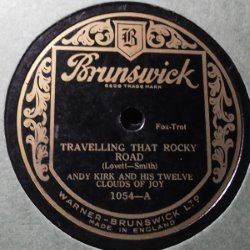 B
Brunswick
REGD TRADE MARK
Fox-Trot
TRAVELLING THAT ROCKY
ROAD
(Lovett—Smith)
ANDY KIRK AND HIS TWELVE
CLOUDS OF JOY
1054-A
WARNER-BRUNSWICK LTD
MADE IN ENGLAND